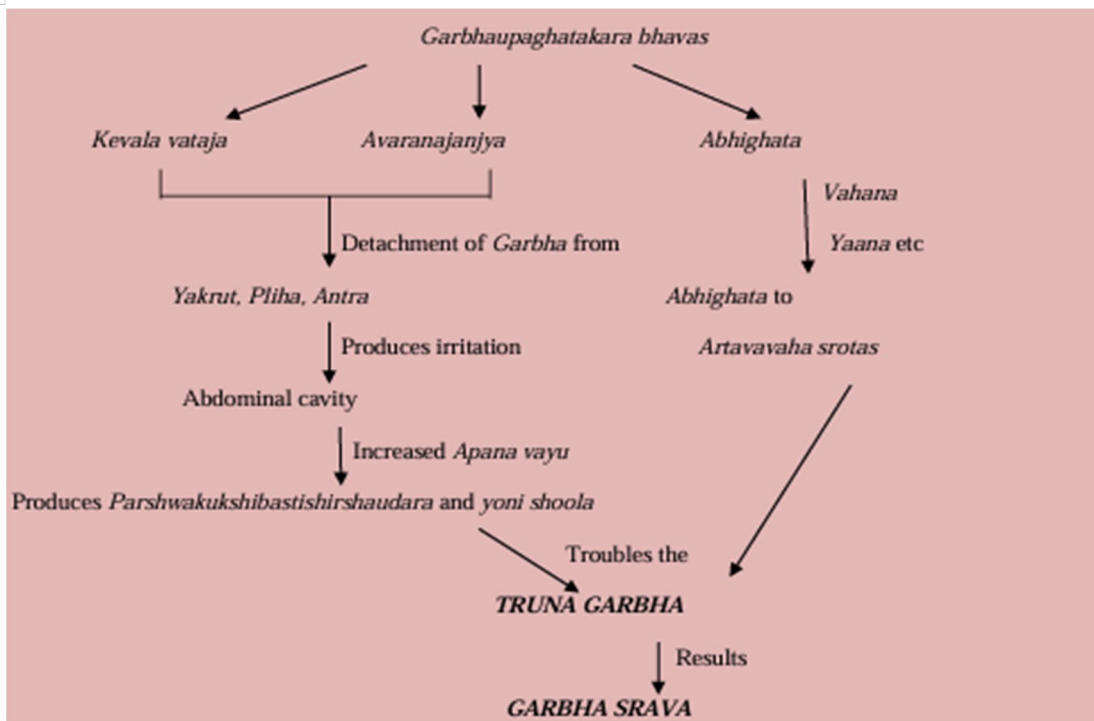 Garbhaupaghatakara bhavas
Kevala vataja
Avaranajanjya
Abhighata
Vahana
Detachment of Garbha from
Yaana etc
Yakrut, Pliha, Antra
Abhighata to
Produces irritation
Artavavaha srotas
Abdominal cavity
Increased Apana vayu
Produces Parshwakukshibastishirshaudara and yoni shoola
Troubles the
TRUNA GARBHA
Results
GARBHA SRAVA